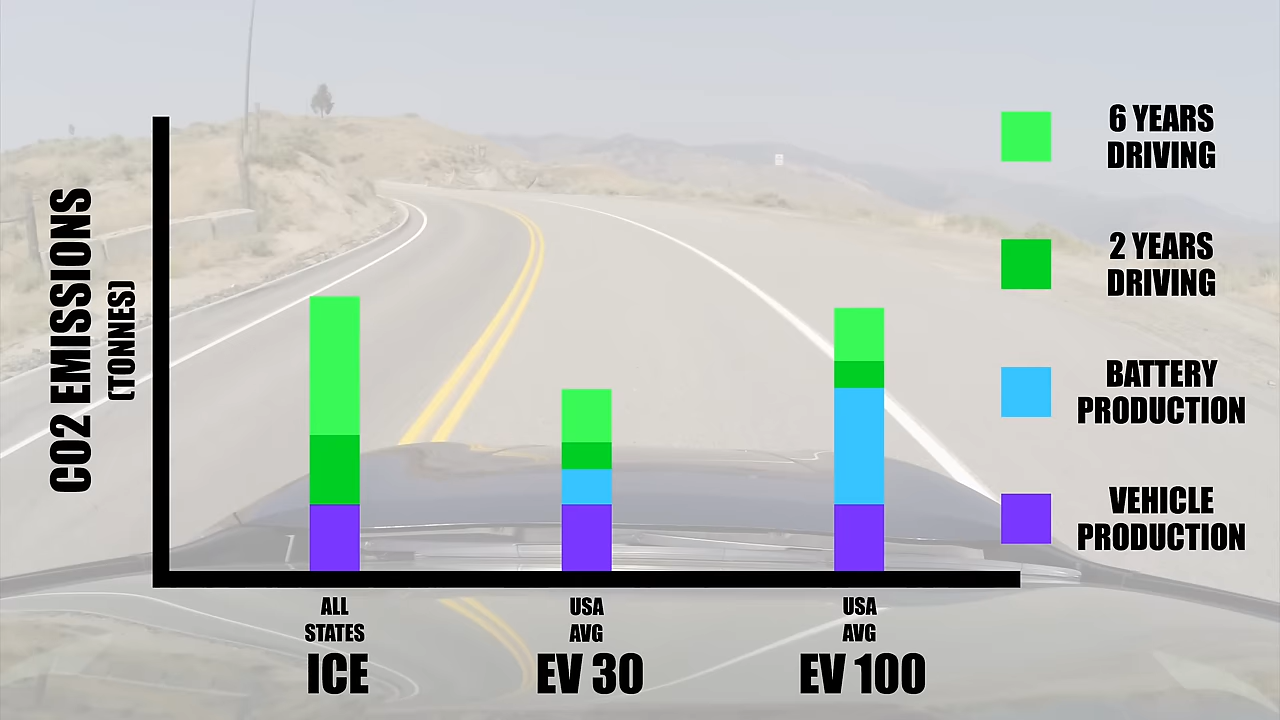 CO2 EMISSIONS
(TONNES)
6 YEARS
DRIVING
2 YEARS
DRIVING
BATTERY
PRODUCTION
VEHICLE
PRODUCTION
ALL
STATES
ICE
USA
AVG
EV 30
USA
AVG
EV 100